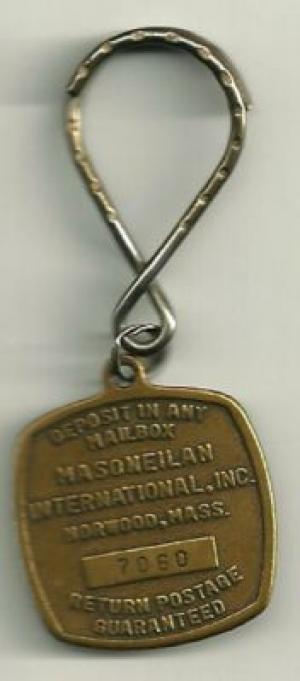 DEPOSIT IN ANY
MAILBOX
MASONEILAN
INTERNATIONAL, INC.
NORWOOD, MASS.
7060
RETURN POSTAGE
GUARANTEED